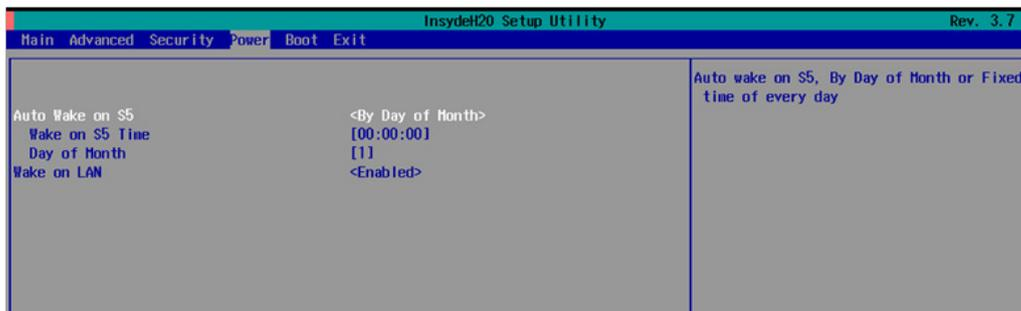 InsydeH20 Setup Utility Rev. 3.7
Main Advanced Security Power Boot Exit
Auto Wake on S5 <By Day of Month>
Wake on S5 Time [00:00:00]
Day of Month [1]
Wake on LAN <Enabled>
Auto wake on S5, By Day of Month or Fixed
time of every day